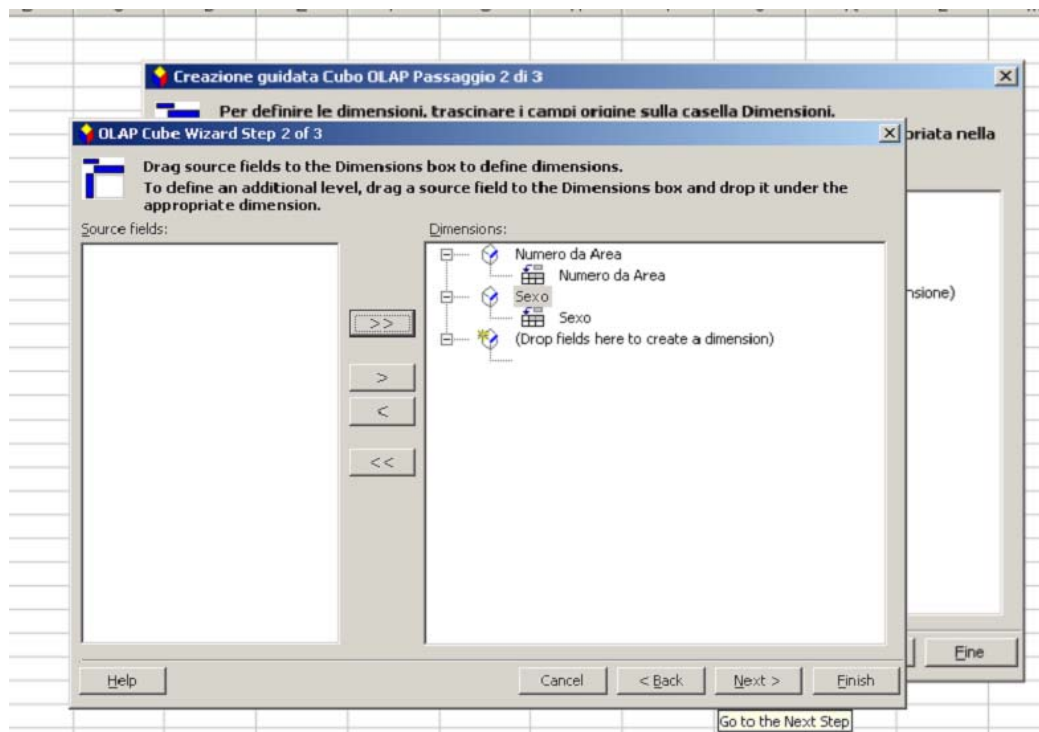 Creazione guidata Cubo OLAP Passaggio 2 di 3
Per definire le dimensioni, trascinare i campi origine sulla casella Dimensioni.
OLAP Cube Wizard Step 2 of 3
priata nella
Drag source fields to the Dimensions box to define dimensions.
To define an additional level, drag a source field to the Dimensions box and drop it under the
appropriate dimension.
Source fields:
Dimensions:
Numero da Area
Numero da Area
Sexo
Sexo
(Drop fields here to create a dimension)
nsione)
>>
>
<
<<
Fine
Help
Cancel
< Back
Next >
Finish
Go to the Next Step